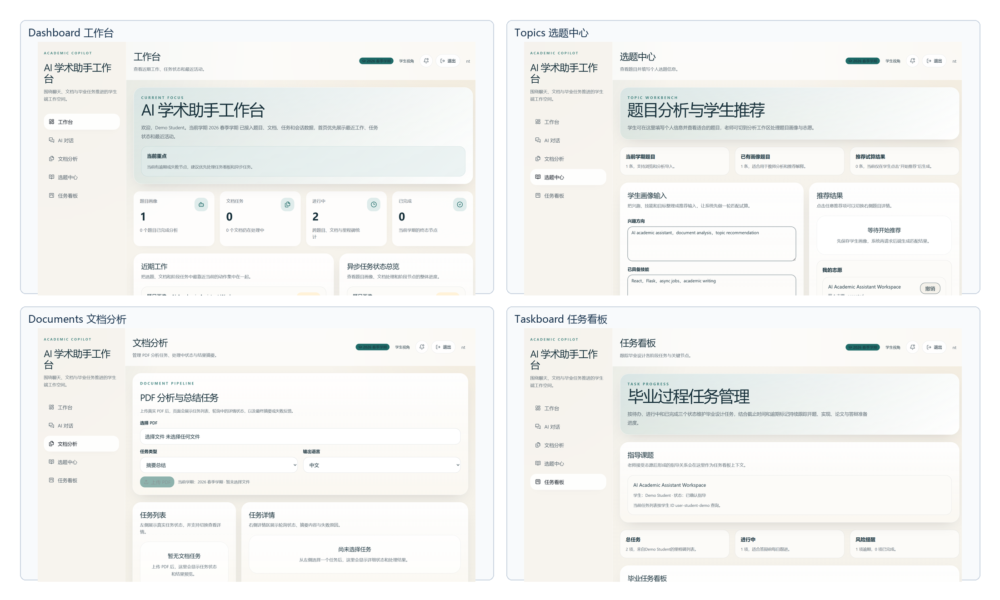 Dashboard 工作台
ACADEMIC COPILOT
AI 学术助手工作
台
围绕聊天、文档与毕业任务推进的学生
端工作空间。
工作台
AI 对话
文档分析
选题中心
任务看板
工作台
查看近期工作、任务状态和最近活动。
2026 春季学期
学生视角
退出
nt
CURRENT FOCUS
AI 学术助手工作台
欢迎，Demo Student。当前学期 2026 春季学期 已接入题目、文档、任务和会话数据，首页优先展示最近工作、任务
状态和最近活动。
当前重点
当前有逾期或失败节点，建议优先处理任务看板和异步任务。
题目画像
1
0 个题目已完成分析
文档任务
0
0 个文档仍在处理中
进行中
2
跨题目、文档与里程碑统
计
已完成
0
当前学期的终态节点
近期工作
把选题、文档和阶段任务中最靠近当前的动作集中在一起。
异步任务状态总览
查看题目画像、文档处理和阶段节点的整体进度。
Topics 选题中心
ACADEMIC COPILOT
AI 学术助手工作
台
围绕聊天、文档与毕业任务推进的学生
端工作空间。
工作台
AI 对话
文档分析
选题中心
任务看板
选题中心
查看题目并填写个人选题信息。
2026 春季学期
学生视角
退出
nt
TOPIC WORKBENCH
题目分析与学生推荐
学生可在这里填写个人信息并查看适合的题目，老师可切到分析工作区处理题目画像与志愿。
当前学期题目
1 条，支持浏览和分析导入。
已有画像题目
1 条，适合用于教师分析和推荐解释。
推荐试算结果
0 条，当前仅在学生点击“开始推荐”后生成。
学生画像输入
把兴趣、技能和目标整理成推荐输入，让系统先做一轮匹配试算。
兴趣方向
AI academic assistant，document analysis，topic recommendation
已具备技能
React，Flask，async jobs，academic writing
推荐结果
点击任意推荐项可以切换右侧题目详情。
等待开始推荐
先保存学生画像，系统再请求后端生成匹配结果。
我的志愿
AI Academic Assistant Workspace
撤销
Documents 文档分析
ACADEMIC COPILOT
AI 学术助手工作
台
围绕聊天、文档与毕业任务推进的学生
端工作空间。
工作台
AI 对话
文档分析
选题中心
任务看板
文档分析
管理 PDF 分析任务、处理中状态与结果摘要。
2026 春季学期
学生视角
退出
nt
DOCUMENT PIPELINE
PDF 分析与总结任务
上传真实 PDF 后，页面会展示任务列表、轮询中的详情状态，以及最终摘要或失败反馈。
选择 PDF
选择文件 未选择任何文件
任务类型
摘要总结
输出语言
中文
上传 PDF
当前学期：2026 春季学期 · 暂未选择文件
任务列表
左侧展示真实任务状态，并支持切换查看详
情。
暂无文档任务
上传 PDF 后，这里会显示任务状态
和结果预览。
任务详情
右侧详情区展示轮询状态、摘要内容与失败原因。
尚未选择任务
从左侧选择一个任务后，这里会显示详细状态和处理结果。
Taskboard 任务看板
ACADEMIC COPILOT
AI 学术助手工作
台
围绕聊天、文档与毕业任务推进的学生
端工作空间。
工作台
AI 对话
文档分析
选题中心
任务看板
任务看板
跟踪毕业设计各阶段任务与关键节点。
2026 春季学期
学生视角
退出
nt
TASK PROGRESS
毕业过程任务管理
按待办、进行中和已完成三个状态维护毕业设计任务，结合截止时间和逾期标记持续跟踪开题、实现、论文与答辩准备
进度。
指导课题
老师接受志愿后形成的指导关系会在这里作为任务看板上下文。
AI Academic Assistant Workspace
学生：Demo Student · 状态：已确认指导
当前任务列表按学生 ID user-student-demo 查询。
总任务
2 项，来自Demo Student的里程碑列表。
进行中
1 项，适合答辩前每日跟进。
风险提醒
1 项逾期，0 项已完成。
毕业任务看板